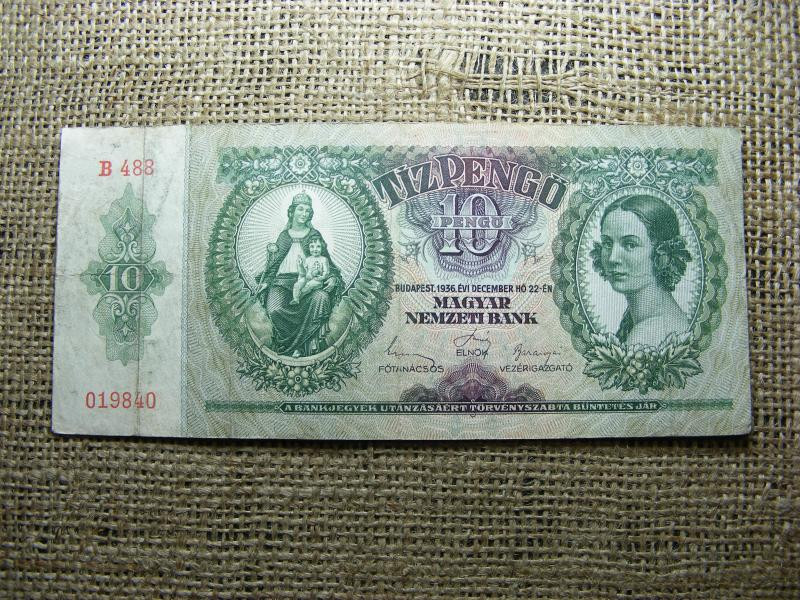 B 488
10
019840
TÍZPENGŐ
10
PENGŐ
BUDAPEST, 1936. ÉVI DECEMBER HÓ 22-ÉN
MAGYAR
NEMZETI BANK
ELNÖK
FŐTANÁCSOS VEZÉRIGAZGATÓ
A BANKJEGYEK UTÁNZÁSÁÉRT TÖRVÉNYSZABTA BÜNTETÉS JÁR